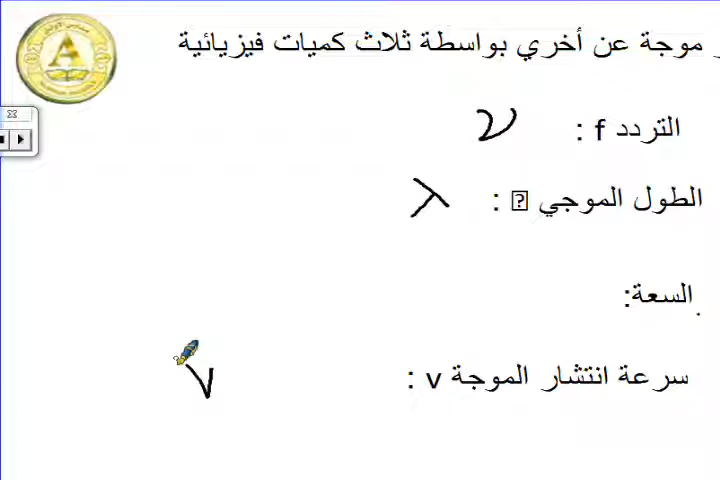 ر موجة عن أخري بواسطة ثلاث كميات فيزيائية
التردد f : ν
الطول الموجي : λ
السعة:
سرعة انتشار الموجة v : v